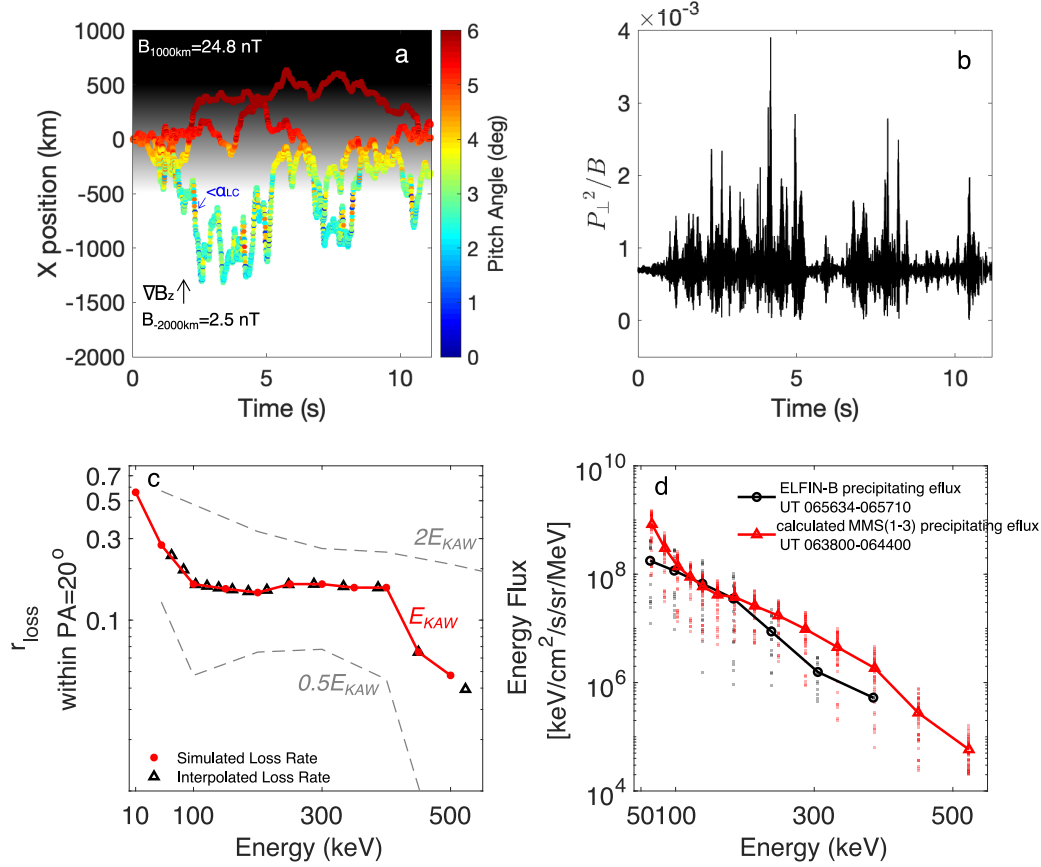 a
B1000km=24.8 nT
<αLC
∇Bz
B-2000km=2.5 nT
1000
500
0
-500
-1000
-1500
-2000
X position (km)
0 5 10
Time (s)
6
5
4
3
2
1
0
Pitch Angle (deg)
×10⁻³
b
4
3
2
1
0
P⊥²/B
0 5 10
Time (s)
c
0.7
0.5
0.3
0.1
rloss
within PA=20°
2EKAW
EKAW
0.5EKAW
Simulated Loss Rate
Interpolated Loss Rate
10 100 300 500
Energy (keV)
d
ELFIN-B precipitating eflux
UT 065634-065710
calculated MMS(1-3) precipitating eflux
UT 063800-064400
10¹⁰
10⁸
10⁶
10⁴
Energy Flux
[keV/cm²/s/sr/MeV]
50 100 300 500
Energy (keV)